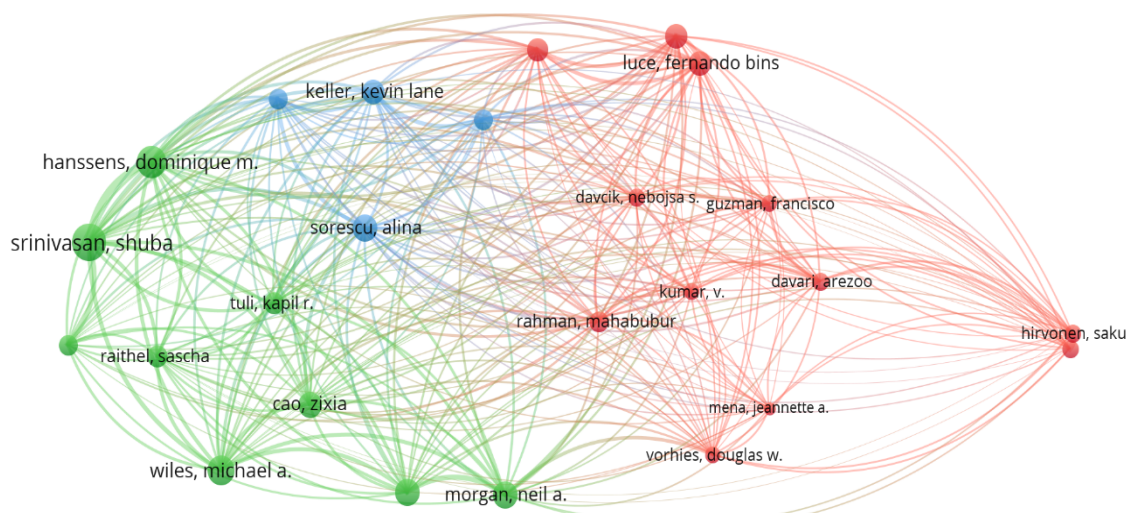 luce, fernando bins
keller, kevin lane
hanssens, dominique m.
davcik, nebojsa s.
guzman, francisco
sorescu, alina
srinivasan, shuba
davari, arezoo
kumar, v.
tuli, kapil r.
rahman, mahabubur
hirvonen, saku
raithel, sascha
cao, zixia
mena, jeannette a.
vorhies, douglas w.
wiles, michael a.
morgan, neil a.